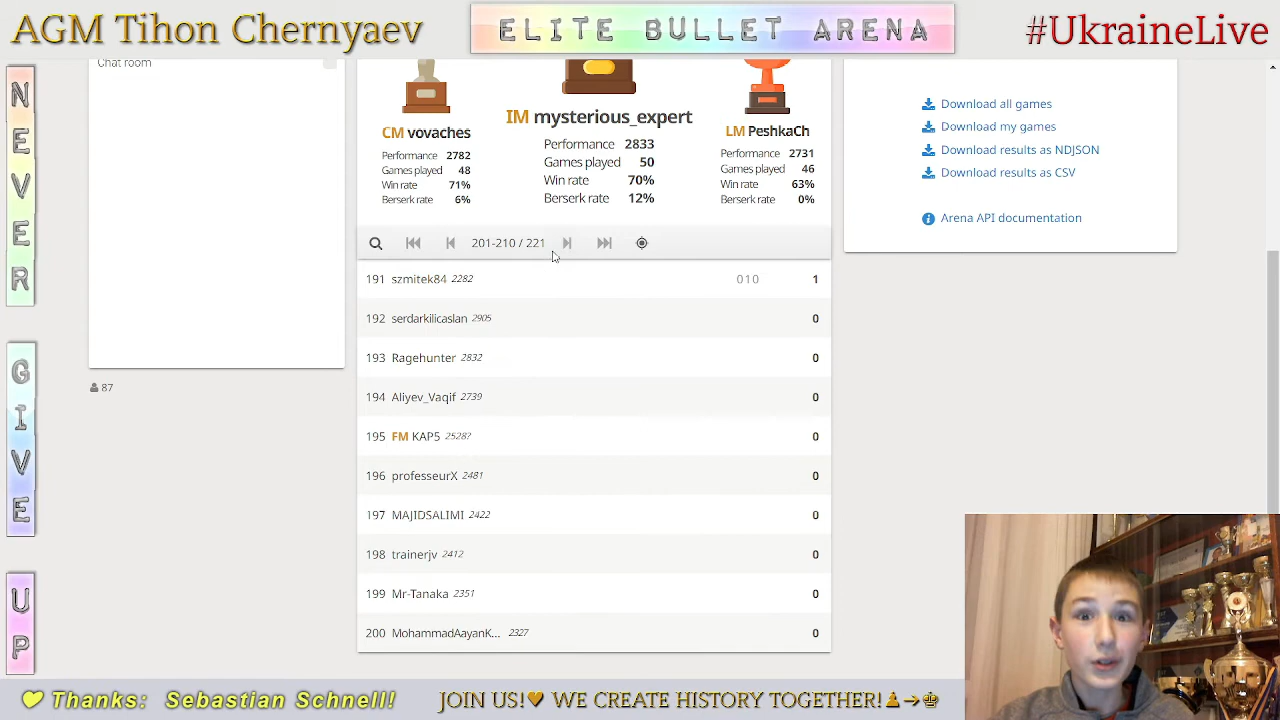 AGM Tihon Chernyaev
ELITE BULLET ARENA
#UkraineLive
NEVER
GIVE
UP
Chat room
87
CM vovaches
Performance 2782
Games played 48
Win rate 71%
Berserk rate 6%
IM mysterious_expert
Performance 2833
Games played 50
Win rate 70%
Berserk rate 12%
LM PeshkaCh
Performance 2731
Games played 46
Win rate 63%
Berserk rate 0%
201-210 / 221
191 szmitek84 2282 010 1
192 serdarkilicaslan 2905 0
193 Ragehunter 2832 0
194 Aliyev_Vaqif 2739 0
195 FM KAP5 2528? 0
196 professeurX 2481 0
197 MAJIDSALIMI 2422 0
198 trainerjv 2412 0
199 Mr-Tanaka 2351 0
200 MohammadAayanK... 2327 0
Download all games
Download my games
Download results as NDJSON
Download results as CSV
Arena API documentation
Thanks: Sebastian Schnell!
JOIN US! WE CREATE HISTORY TOGETHER!